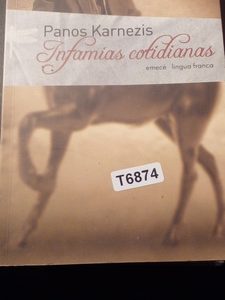 Panos Karnezis
Infamias cotidianas
emecé lingua franca
T6874